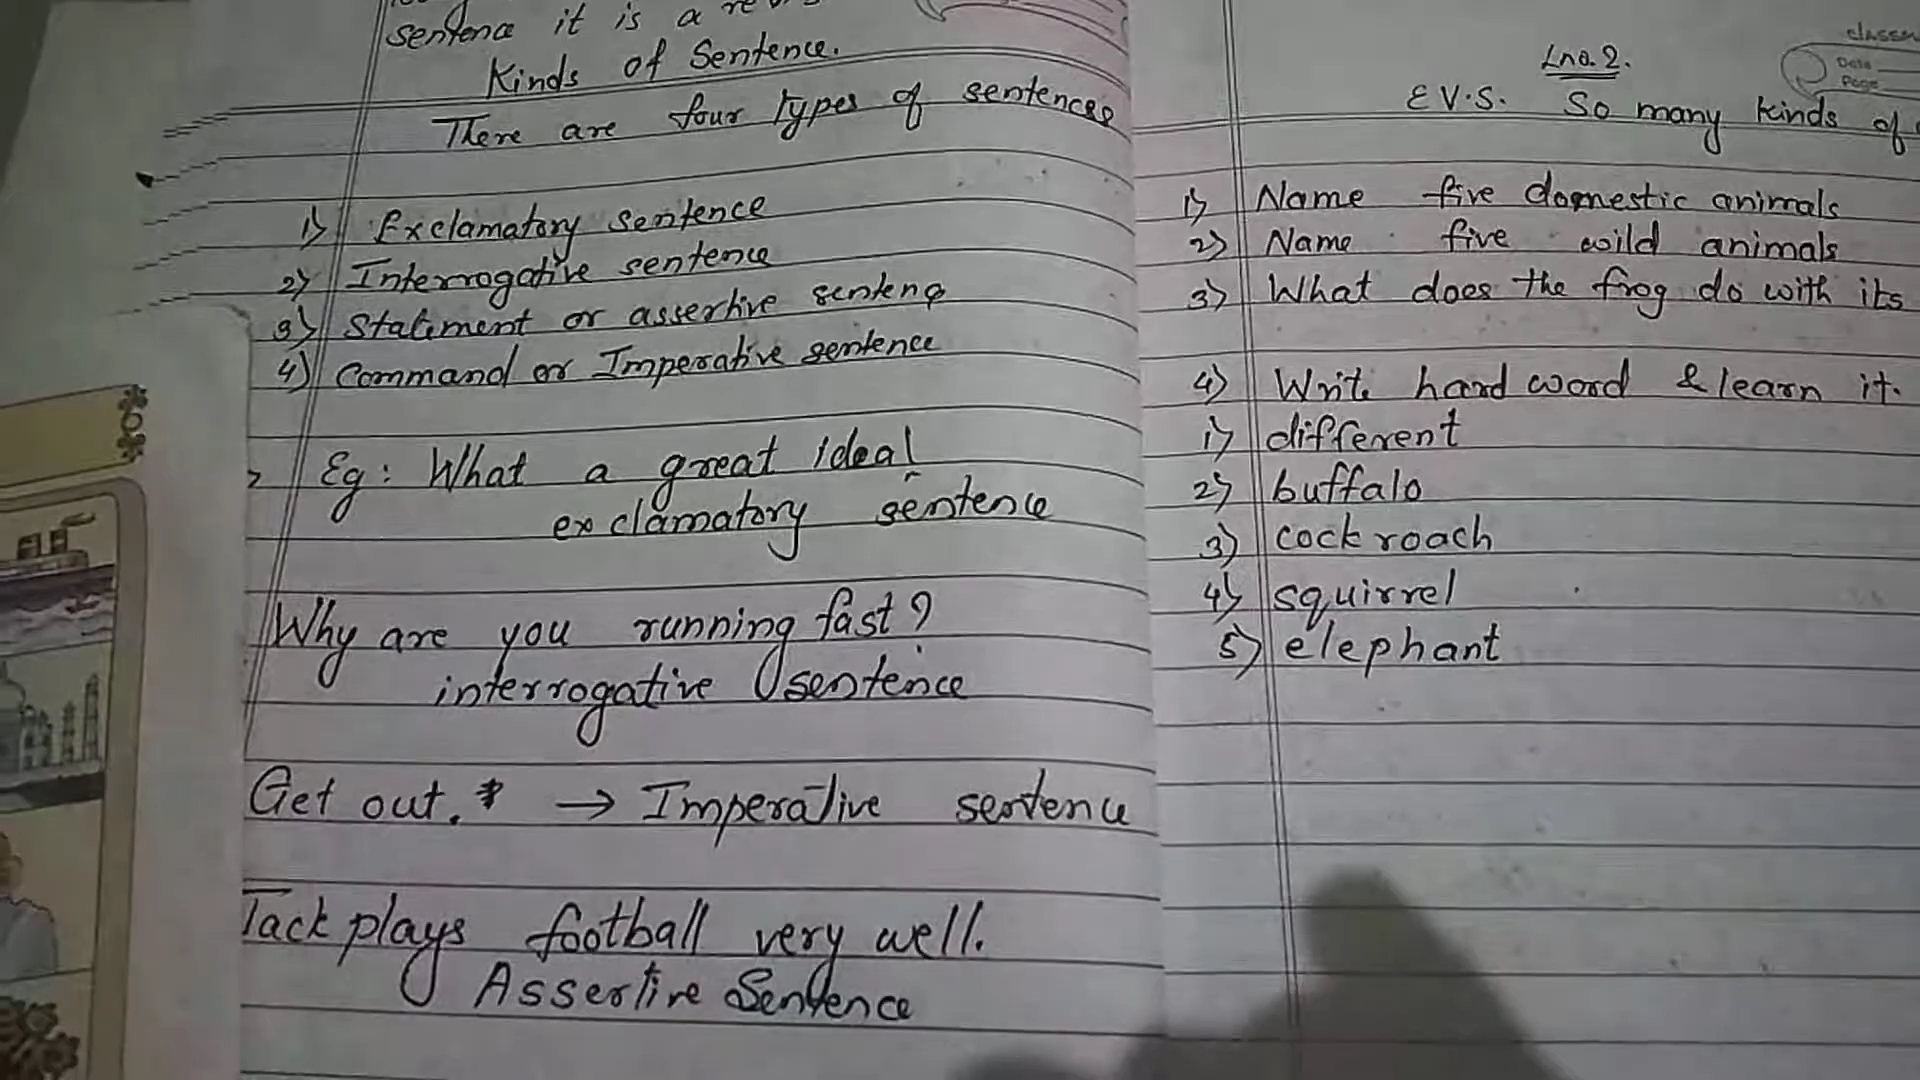 sentence it is a
Kinds of Sentence.
There are four types of sentences
1) Exclamatory sentence
2) Interrogative sentence
3) Statement or assertive sentence
4) Command or Imperative sentence
Eg: What a great idea!
exclamatory sentence
Why are you running fast?
interrogative sentence
Get out. → Imperative sentence
Jack plays football very well.
Assertive Sentence
Lno. 2.
Date
Page
E V.S. So many kinds of
1) Name five domestic animals
2) Name five wild animals
3) What does the frog do with its
4) Write hard word & learn it.
1) different
2) buffalo
3) cockroach
4) squirrel
5) elephant